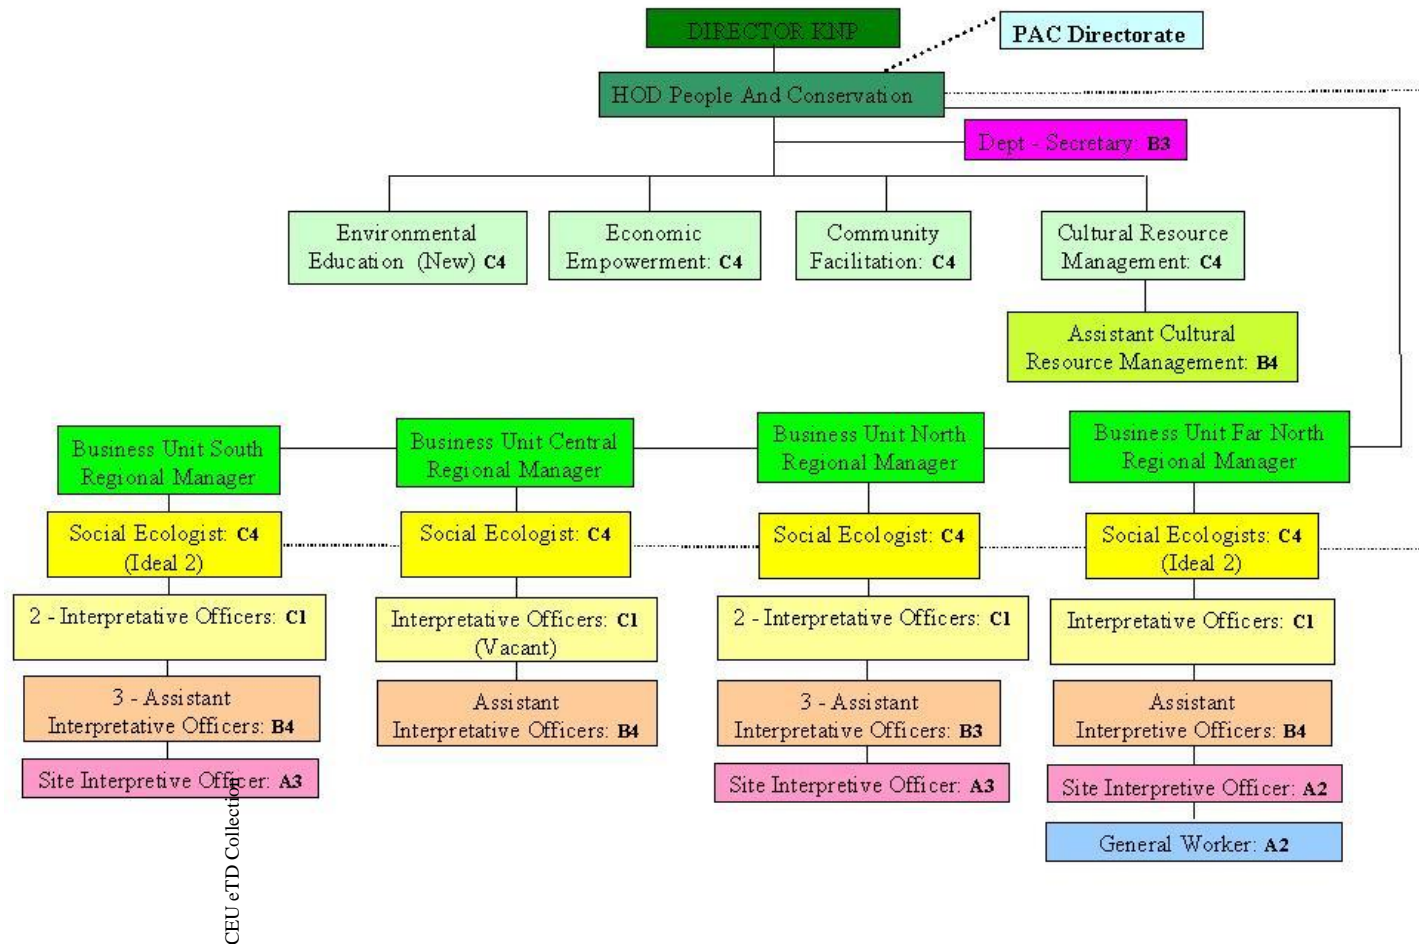 DIRECTOR KNP
PAC Directorate
HOD People And Conservation
Dept - Secretary: B3
Environmental
Education (New) C4
Economic
Empowerment: C4
Community
Facilitation: C4
Cultural Resource
Management: C4
Assistant Cultural
Resource Management: B4
Business Unit South
Regional Manager
Business Unit Central
Regional Manager
Business Unit North
Regional Manager
Business Unit Far North
Regional Manager
Social Ecologist: C4
(Ideal 2)
Social Ecologist: C4
Social Ecologist: C4
Social Ecologists: C4
(Ideal 2)
2 - Interpretative Officers: C1
Interpretative Officers: C1
(Vacant)
2 - Interpretative Officers: C1
Interpretative Officers: C1
3 - Assistant
Interpretative Officers: B4
Assistant
Interpretative Officers: B4
3 - Assistant
Interpretative Officers: B3
Assistant
Interpretive Officers: B4
Site Interpretive Officer: A3
Site Interpretive Officer: A3
Site Interpretive Officer: A2
General Worker: A2
CEU eTD Collection